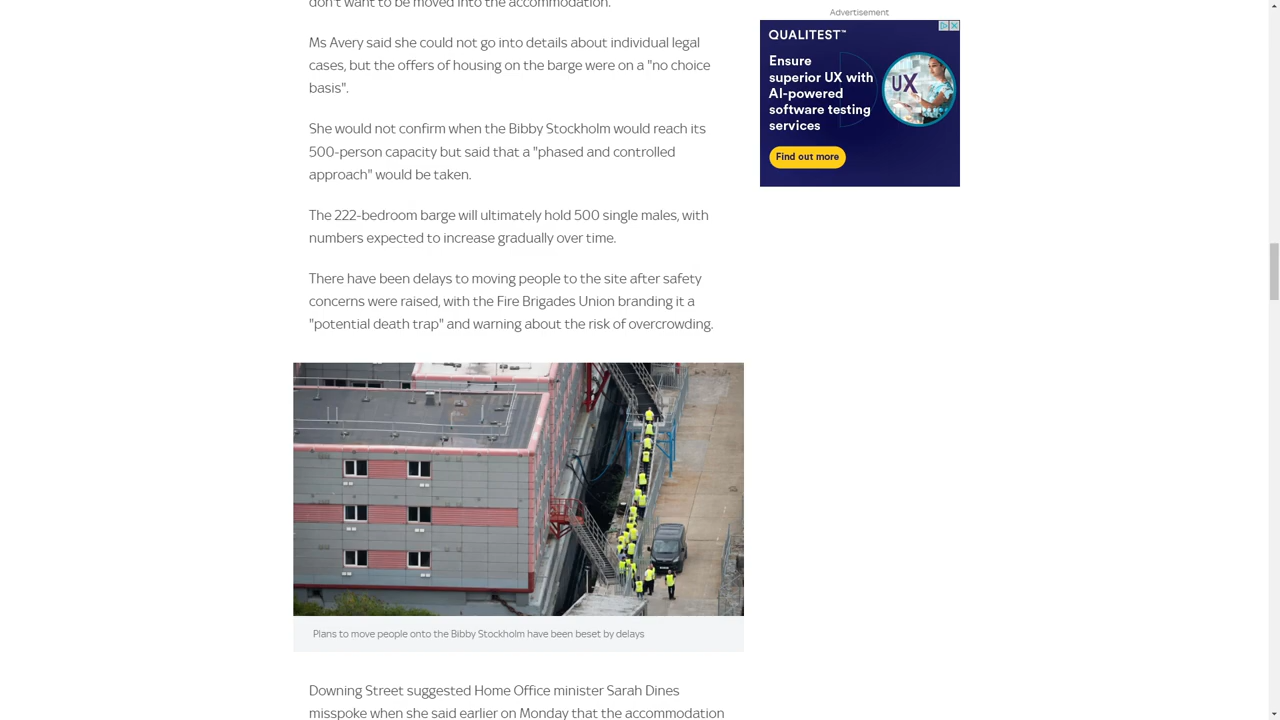 don't want to be moved into the accommodation.
Ms Avery said she could not go into details about individual legal
cases, but the offers of housing on the barge were on a "no choice
basis".
She would not confirm when the Bibby Stockholm would reach its
500-person capacity but said that a "phased and controlled
approach" would be taken.
The 222-bedroom barge will ultimately hold 500 single males, with
numbers expected to increase gradually over time.
There have been delays to moving people to the site after safety
concerns were raised, with the Fire Brigades Union branding it a
"potential death trap" and warning about the risk of overcrowding.
Plans to move people onto the Bibby Stockholm have been beset by delays
Downing Street suggested Home Office minister Sarah Dines
misspoke when she said earlier on Monday that the accommodation
Advertisement
QUALITEST™
Ensure
superior UX with
AI-powered
software testing
services
UX
Find out more